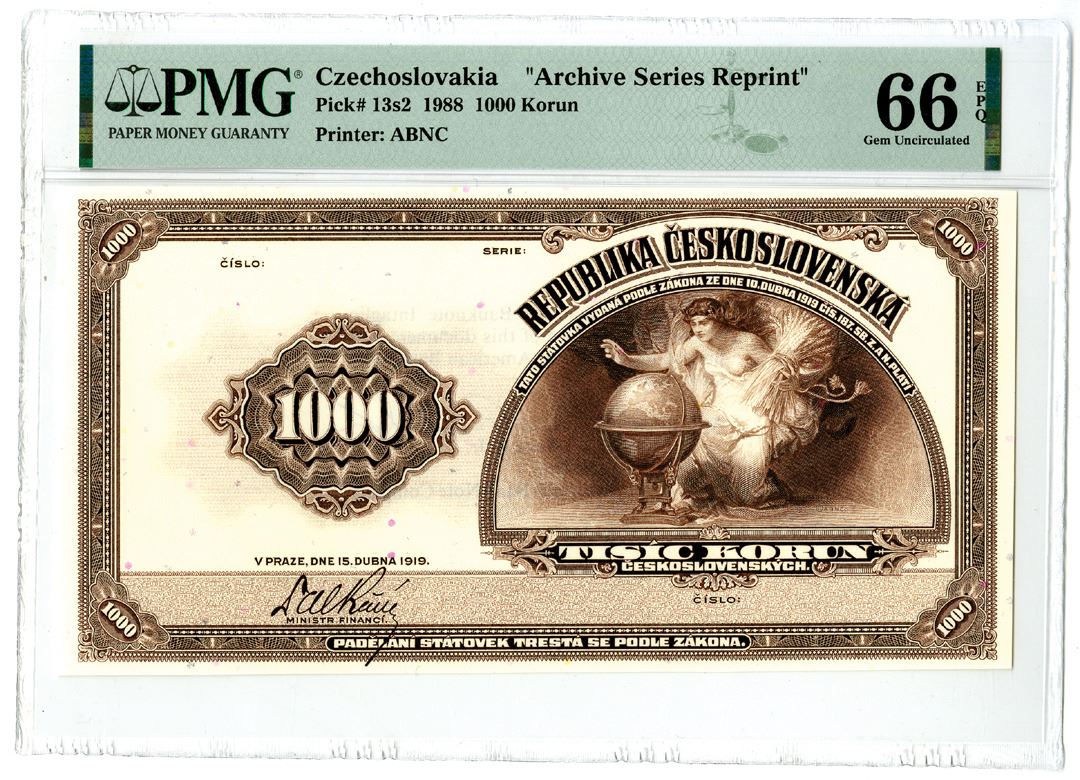 PMG®
PAPER MONEY GUARANTY
Czechoslovakia "Archive Series Reprint"
Pick# 13s2 1988 1000 Korun
Printer: ABNC
66 EPQ
Gem Uncirculated
1000
1000
ČÍSLO:
SERIE:
REPUBLIKA ČESKOSLOVENSKÁ
TATO STÁTOVKA VYDANÁ PODLE ZÁKONA ZE DNE 10. DUBNA 1919 ČÍS. 187. SB. Z. A N. PLATÍ
1000
TISÍC KORUN
ČESKOSLOVENSKÝCH.
V PRAZE, DNE 15. DUBNA 1919.
ČÍSLO:
MINISTR FINANCÍ.
1000
1000
PADĚLÁNÍ STÁTOVEK TRESTÁ SE PODLE ZÁKONA.